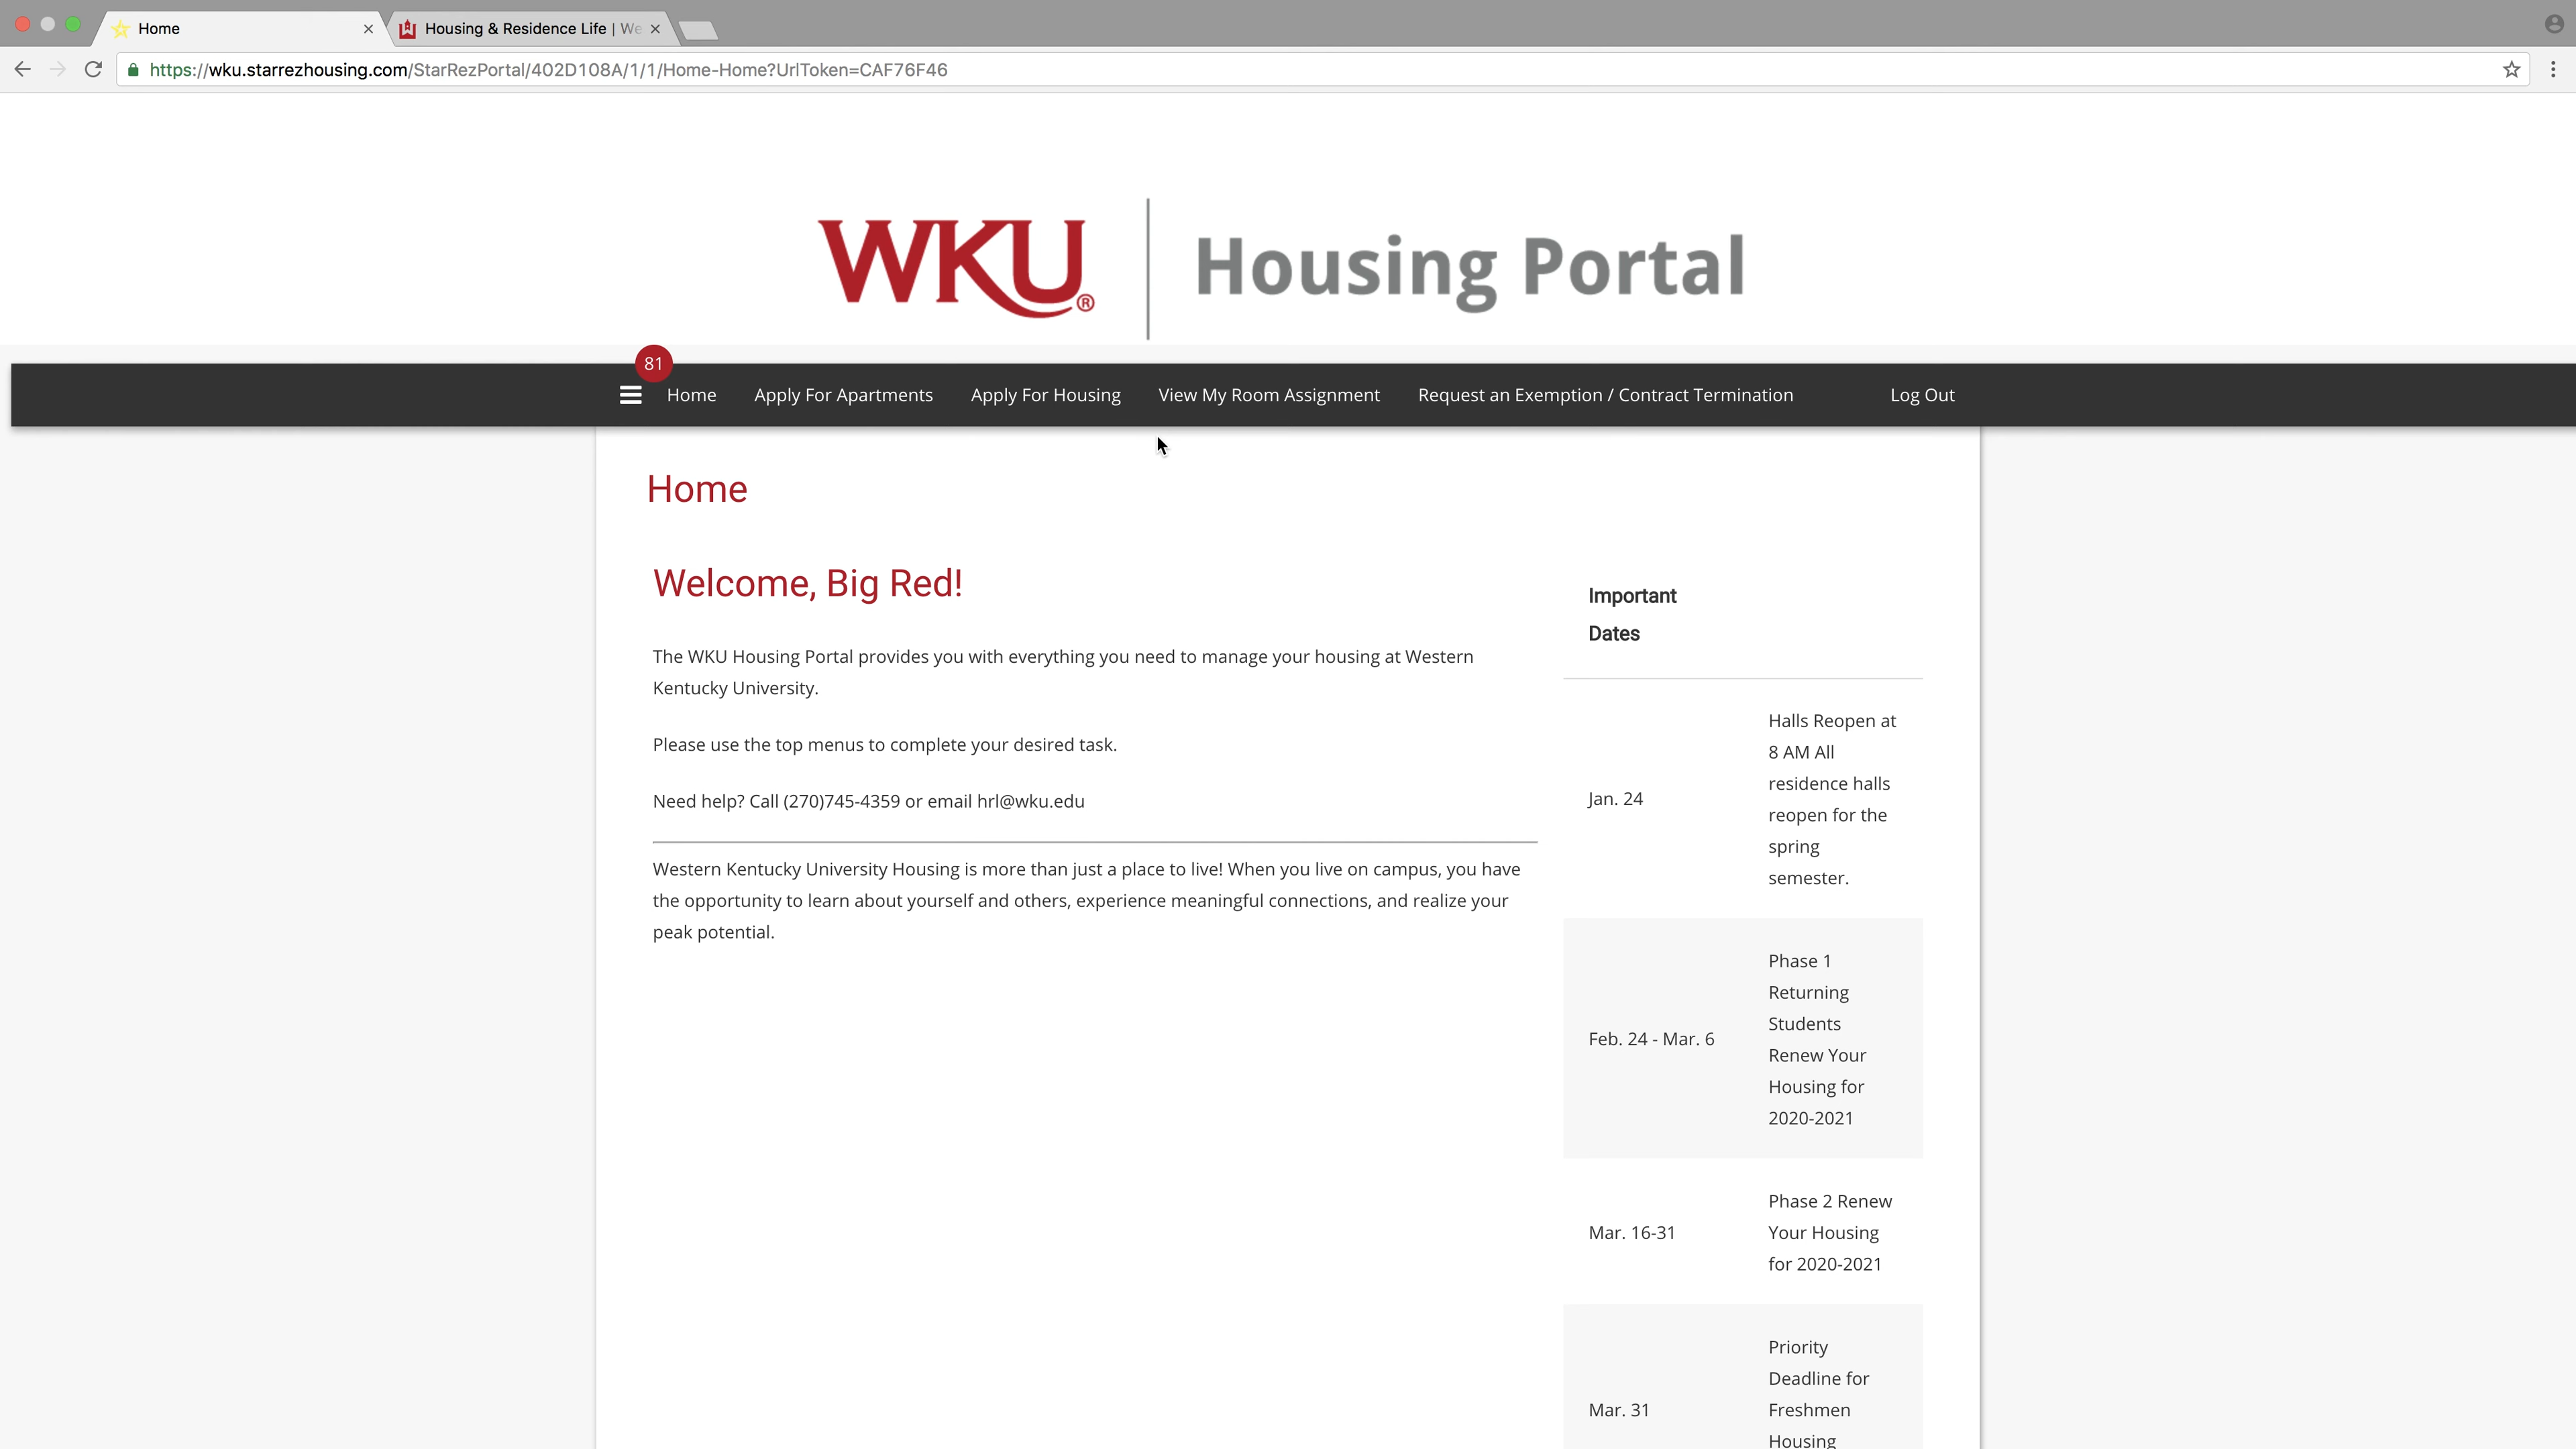 Home
Housing & Residence Life | We
https://wku.starrezhousing.com/StarRezPortal/402D108A/1/1/Home-Home?UrlToken=CAF76F46
WKU®
Housing Portal
81
Home
Apply For Apartments
Apply For Housing
View My Room Assignment
Request an Exemption / Contract Termination
Log Out
Home
Welcome, Big Red!
The WKU Housing Portal provides you with everything you need to manage your housing at Western
Kentucky University.
Please use the top menus to complete your desired task.
Need help? Call (270)745-4359 or email hrl@wku.edu
Western Kentucky University Housing is more than just a place to live! When you live on campus, you have
the opportunity to learn about yourself and others, experience meaningful connections, and realize your
peak potential.
Important
Dates
Jan. 24
Halls Reopen at
8 AM All
residence halls
reopen for the
spring
semester.
Feb. 24 - Mar. 6
Phase 1
Returning
Students
Renew Your
Housing for
2020-2021
Mar. 16-31
Phase 2 Renew
Your Housing
for 2020-2021
Mar. 31
Priority
Deadline for
Freshmen
Housing